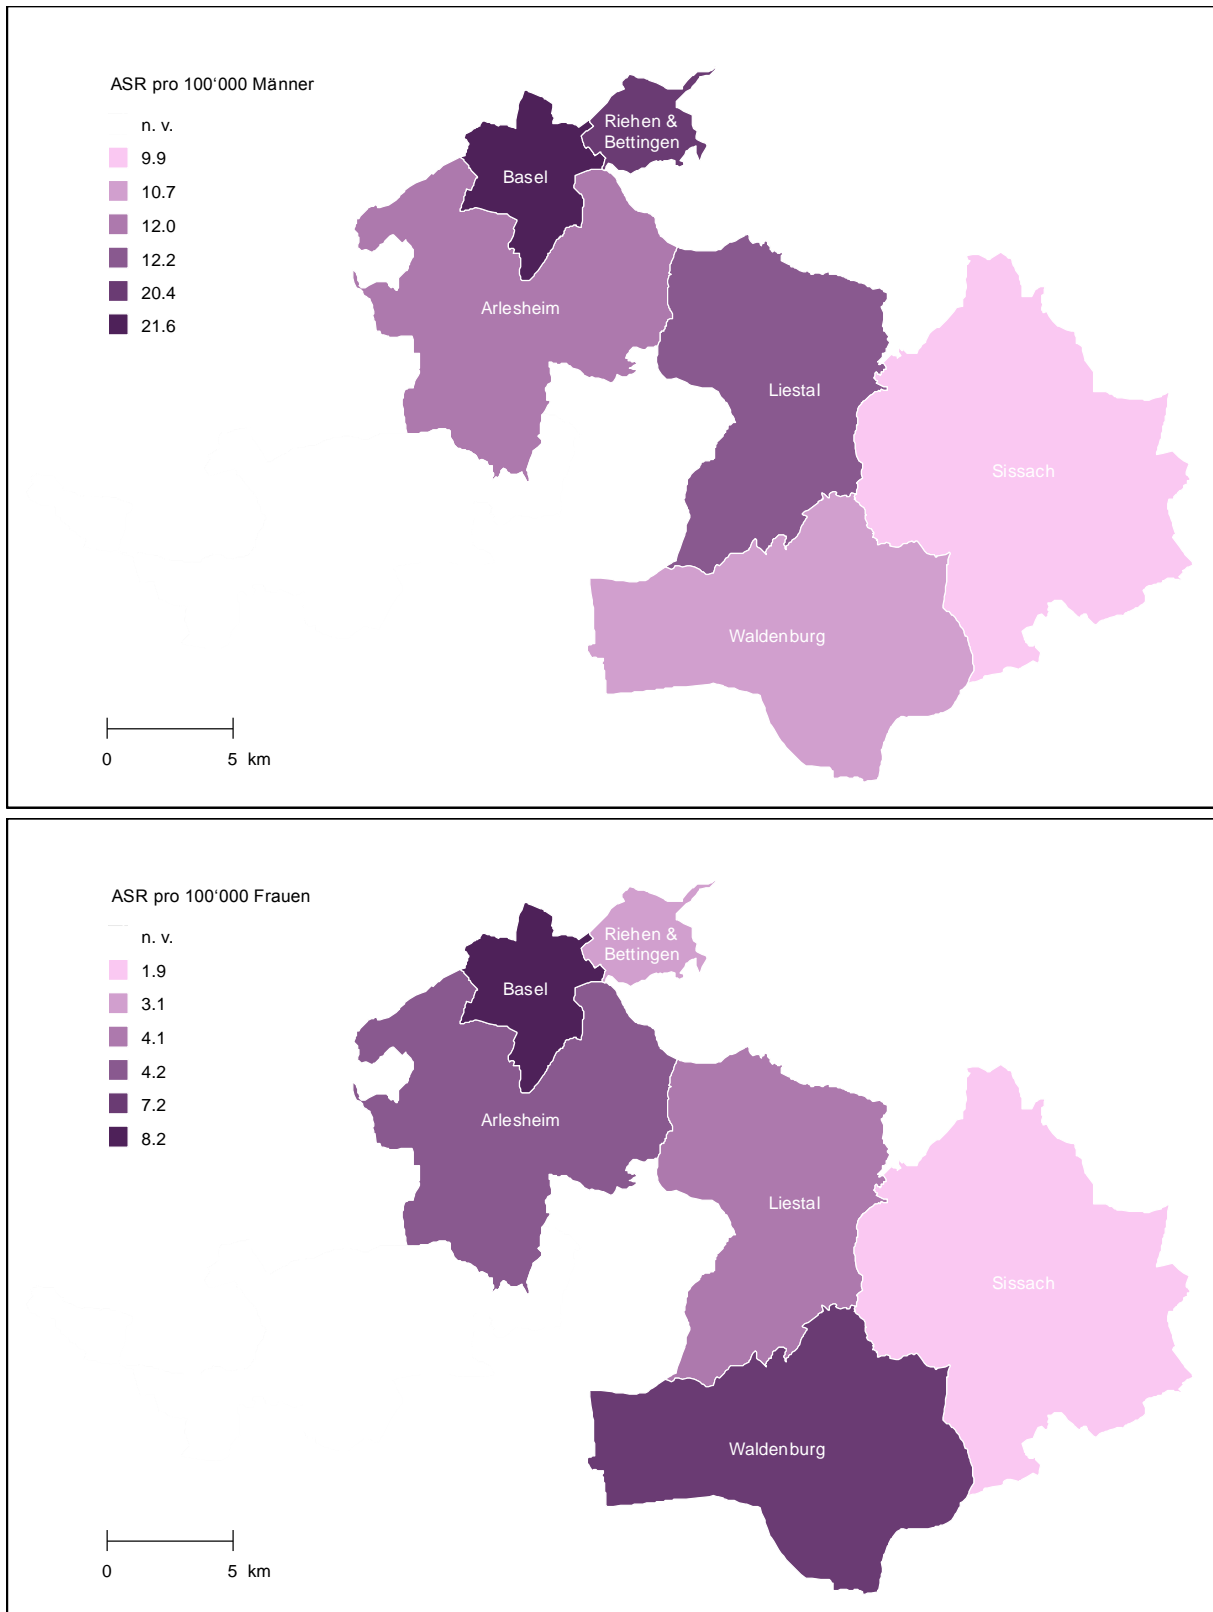 ASR pro 100‘000 Männer
n. v.
9.9
10.7
12.0
12.2
20.4
21.6
Riehen &
Bettingen
Basel
Arlesheim
Liestal
Sissach
Waldenburg
0 5 km
ASR pro 100‘000 Frauen
n. v.
1.9
3.1
4.1
4.2
7.2
8.2
Riehen &
Bettingen
Basel
Arlesheim
Liestal
Sissach
Waldenburg
0 5 km